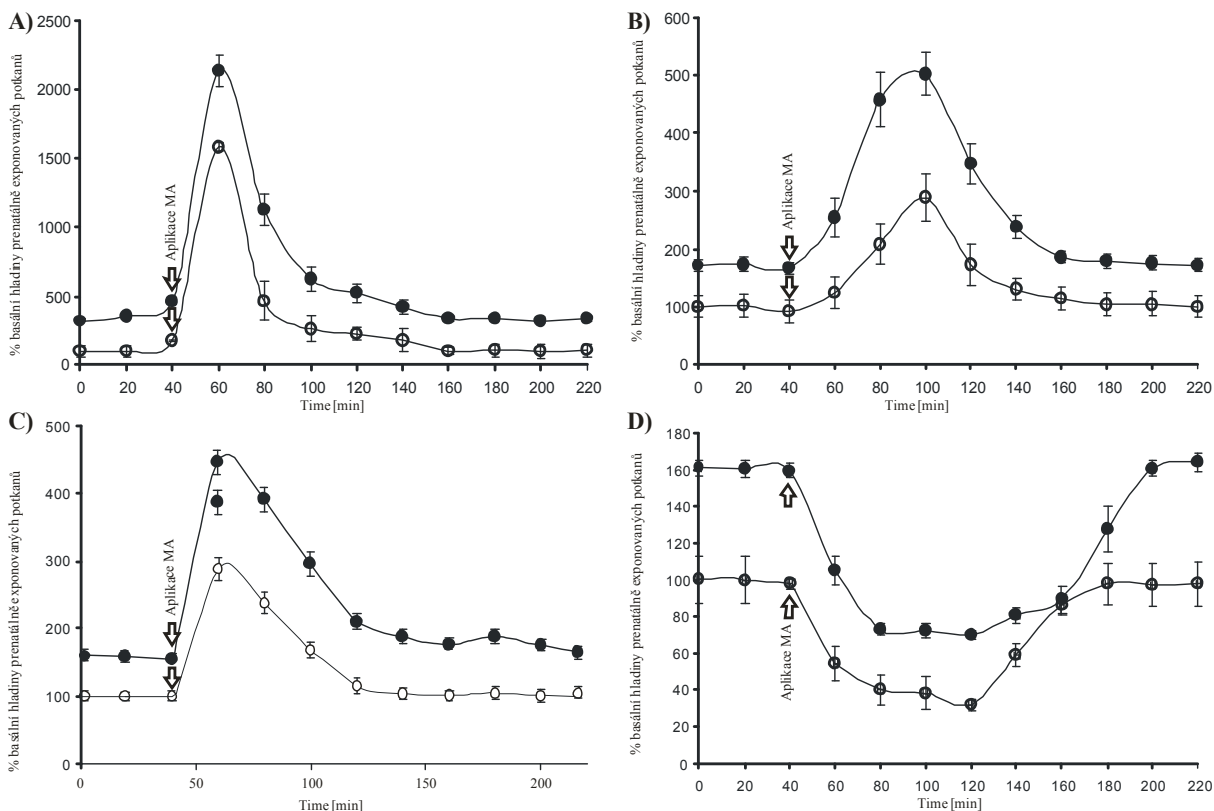 A)
% basální hladiny prenatálně exponovaných potkanů
2500
2000
1500
1000
500
0
Aplikace MA
0 20 40 60 80 100 120 140 160 180 200 220
Time [min]
B)
% basální hladiny prenatálně exponovaných potkanů
600
500
400
300
200
100
0
Aplikace MA
0 20 40 60 80 100 120 140 160 180 200 220
Time [min]
C)
% basální hladiny prenatálně exponovaných potkanů
500
400
300
200
100
0
Aplikace MA
0 50 100 150 200
Time [min]
D)
% basální hladiny prenatálně exponovaných potkanů
180
160
140
120
100
80
60
40
20
0
Aplikace MA
0 20 40 60 80 100 120 140 160 180 200 220
Time [min]